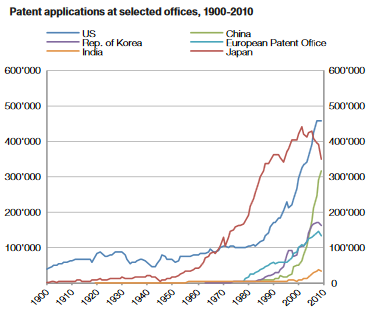 Patent applications at selected offices, 1900-2010
US China
Rep. of Korea European Patent Office
India Japan
600'000 600'000
500'000 500'000
400'000 400'000
300'000 300'000
200'000 200'000
100'000 100'000
0
1900 1910 1920 1930 1940 1950 1960 1970 1980 1990 2000 2010